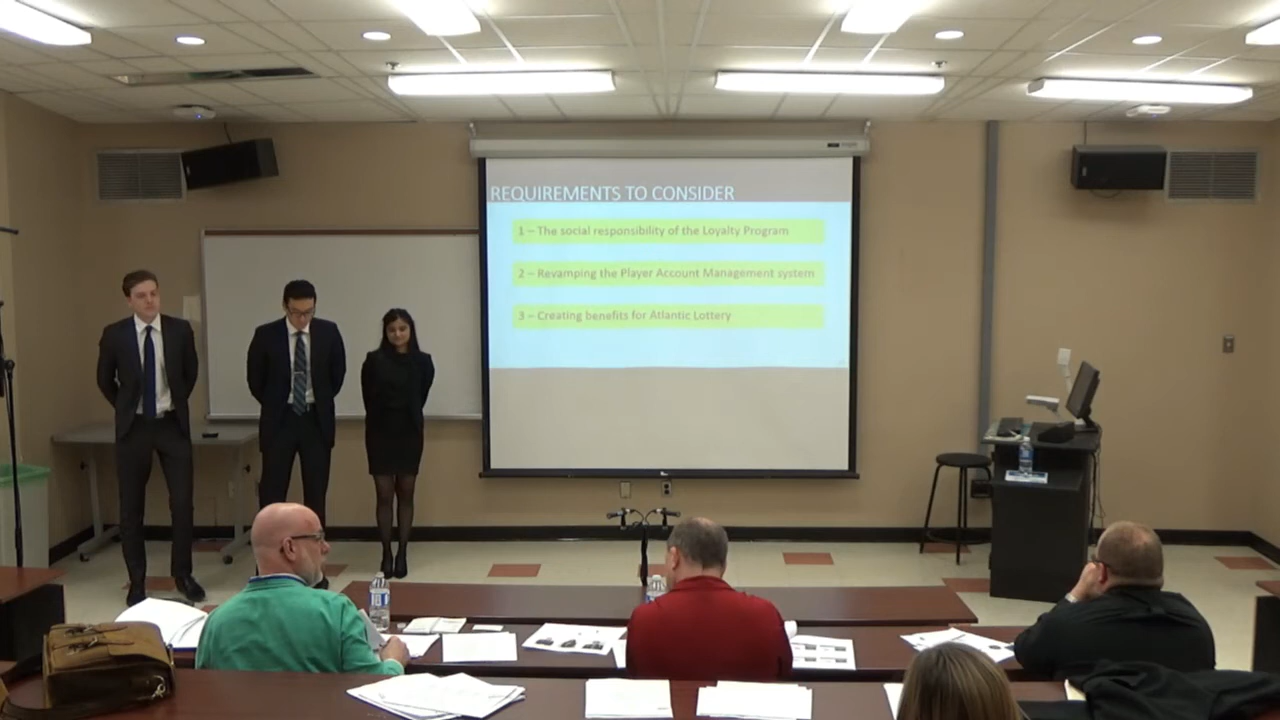 REQUIREMENTS TO CONSIDER
1 – The social responsibility of the Loyalty Program
2 – Revamping the Player Account Management system
3 – Creating benefits for Atlantic Lottery